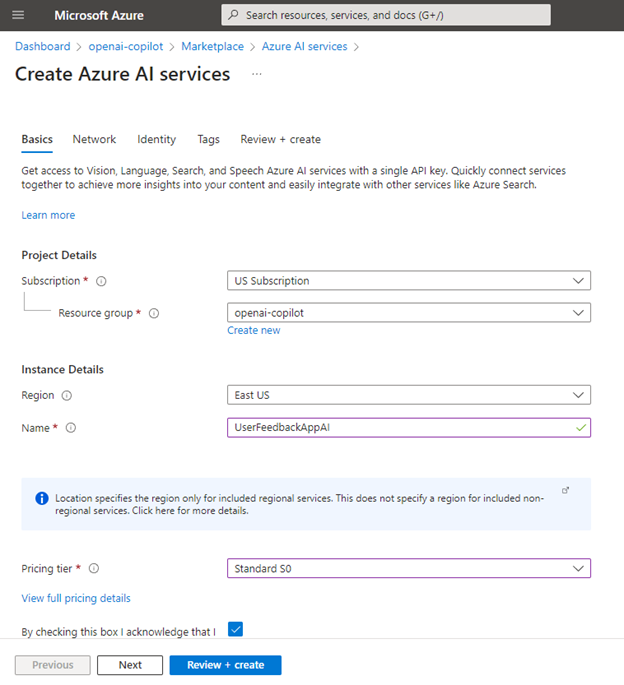 Microsoft Azure
Search resources, services, and docs (G+/)
Dashboard > openai-copilot > Marketplace > Azure AI services >
Create Azure AI services ...
Basics Network Identity Tags Review + create
Get access to Vision, Language, Search, and Speech Azure AI services with a single API key. Quickly connect services
together to achieve more insights into your content and easily integrate with other services like Azure Search.
Learn more
Project Details
Subscription * US Subscription
Resource group * openai-copilot
Create new
Instance Details
Region East US
Name * UserFeedbackAppAI
Location specifies the region only for included regional services. This does not specify a region for included non-
regional services. Click here for more details.
Pricing tier * Standard S0
View full pricing details
By checking this box I acknowledge that I
Previous Next Review + create